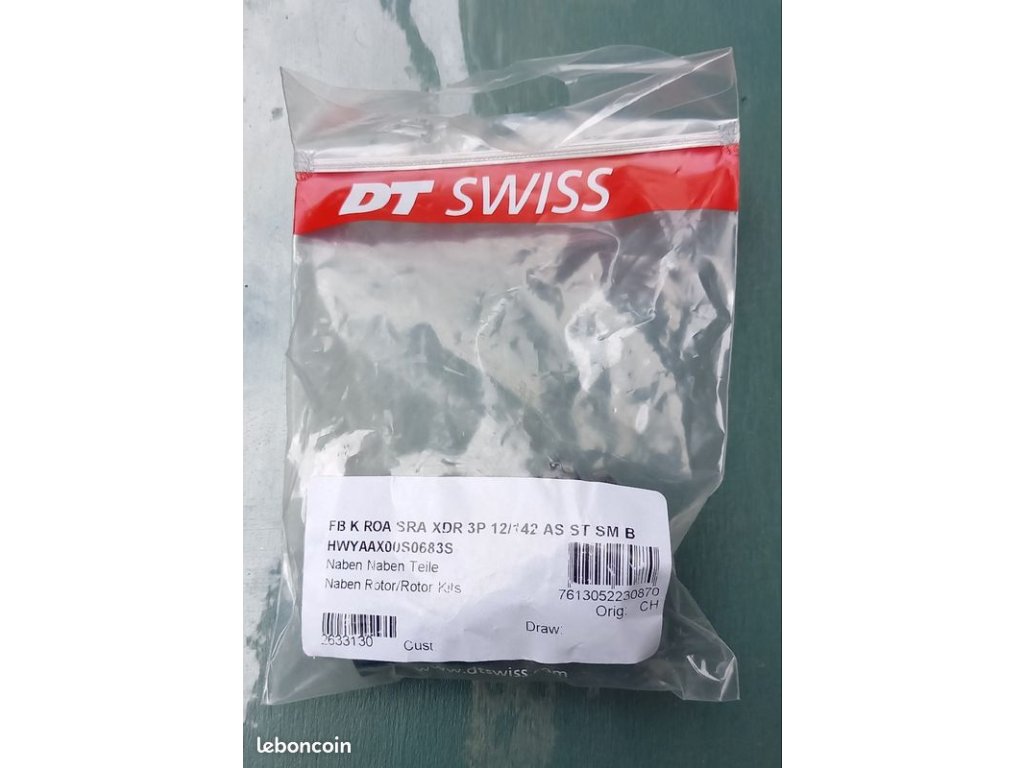 DT SWISS
FB K ROA SRA XDR 3P 12/142 AS ST SM B
HWYAAX00S0683S
Naben Naben Teile
Naben Rotor/Rotor Kits
7613052230870
Orig: CH
Draw:
2633130
Cust
www.dtswiss.com
leboncoin